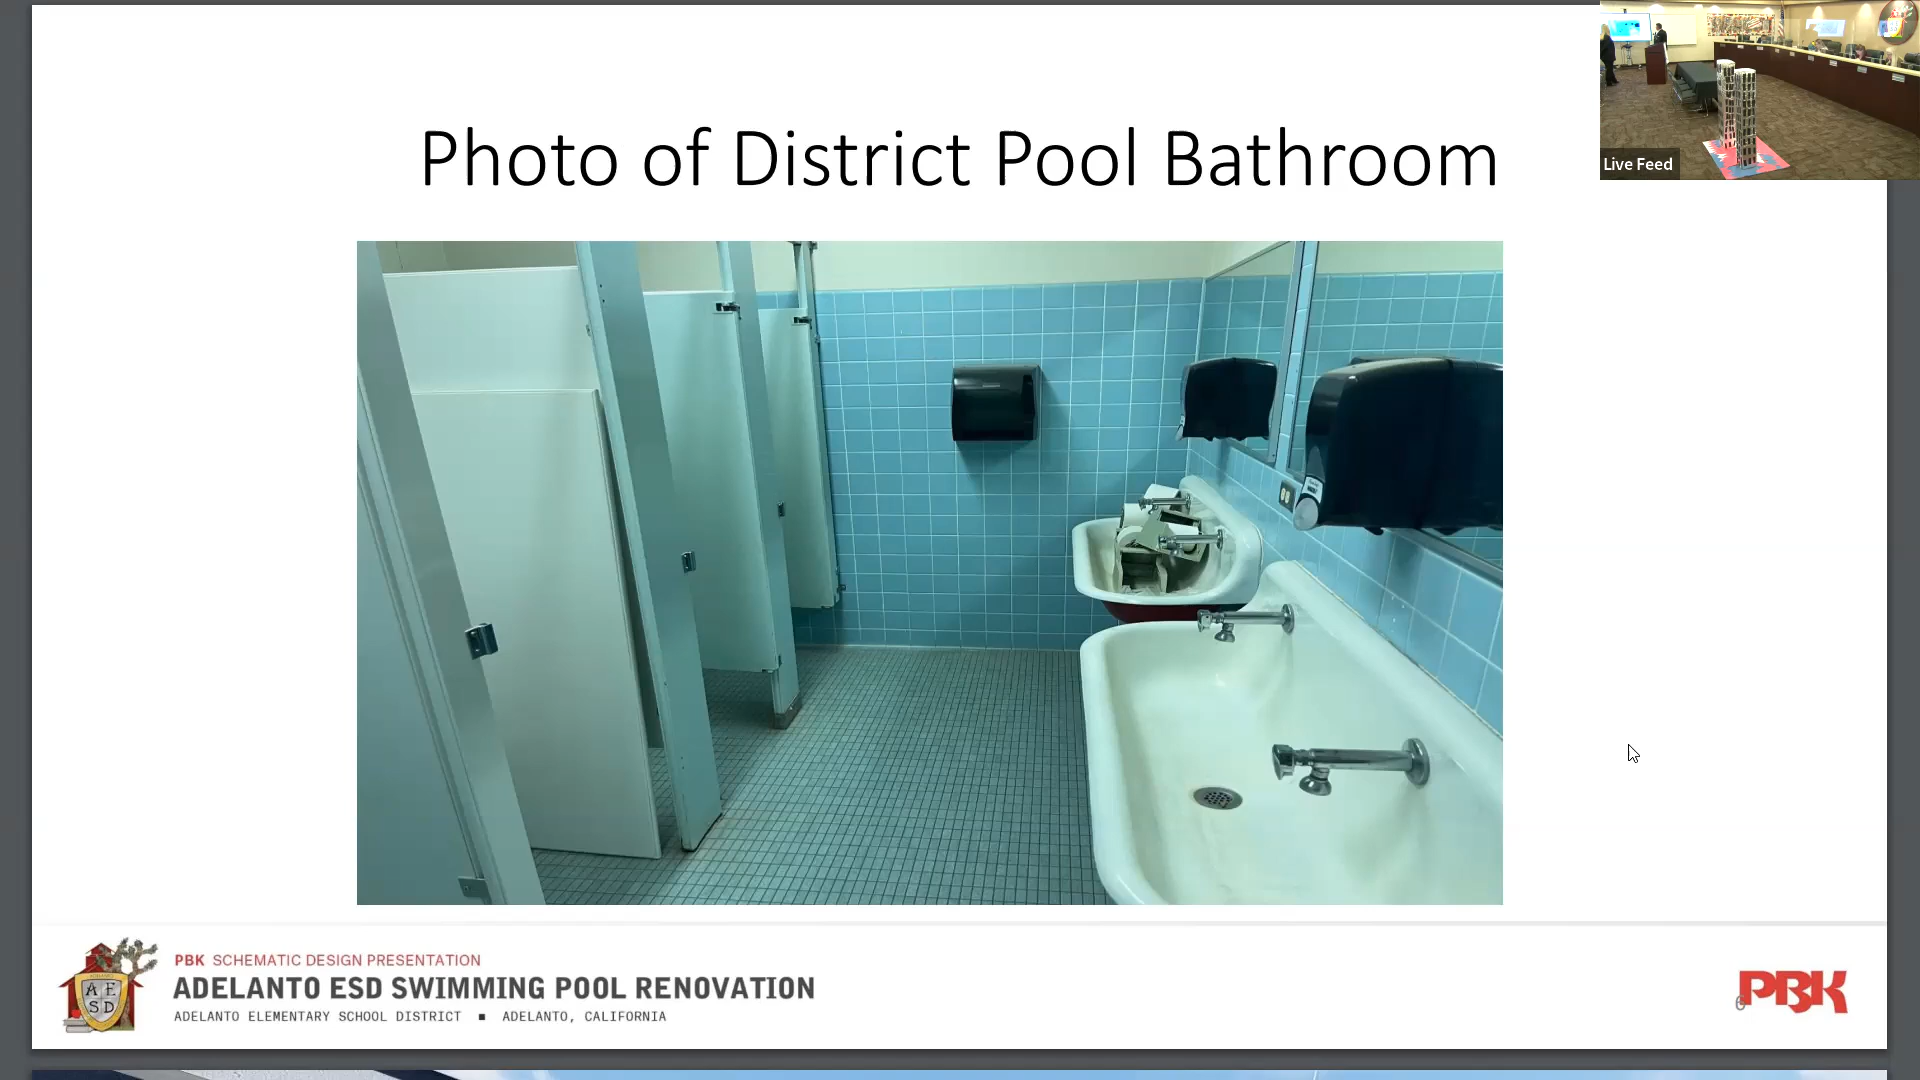 Photo of District Pool Bathroom
Live Feed
A E
S D
PBK SCHEMATIC DESIGN PRESENTATION
ADELANTO ESD SWIMMING POOL RENOVATION
ADELANTO ELEMENTARY SCHOOL DISTRICT ▪ ADELANTO, CALIFORNIA
6
PBK